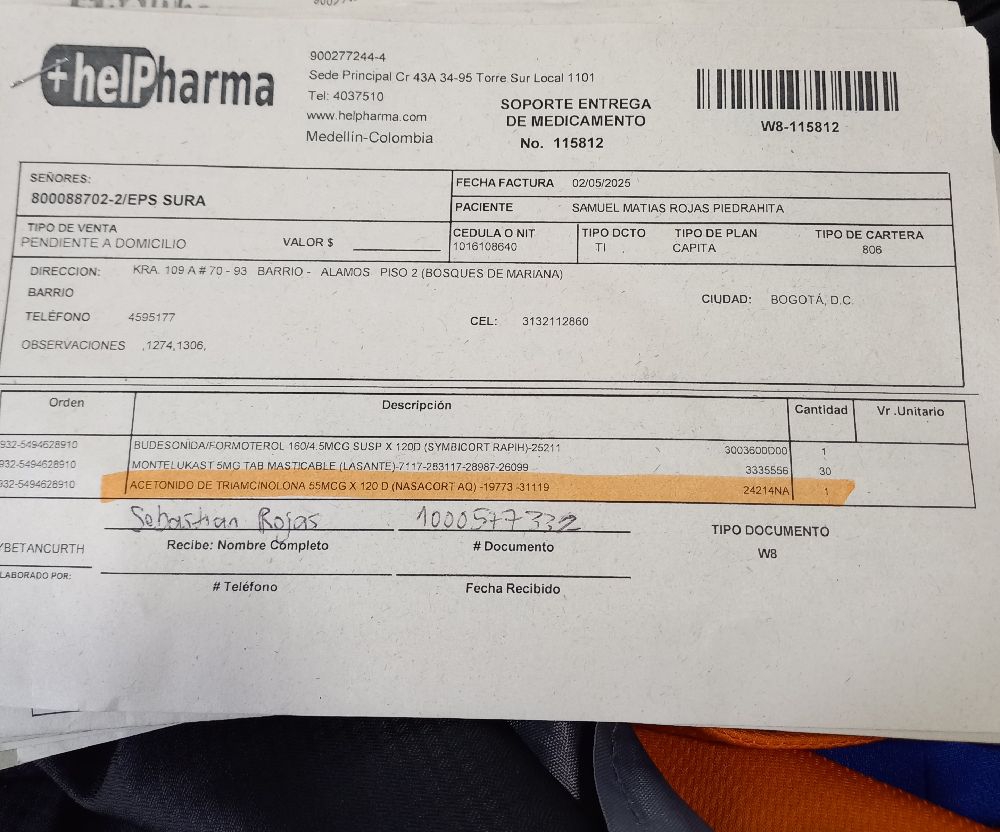 +helPharma
900277244-4
Sede Principal Cr 43A 34-95 Torre Sur Local 1101
Tel: 4037510
www.helpharma.com
Medellín-Colombia
SOPORTE ENTREGA
DE MEDICAMENTO
No. 115812
W8-115812
SEÑORES:
800088702-2/EPS SURA
FECHA FACTURA 02/05/2025
PACIENTE SAMUEL MATIAS ROJAS PIEDRAHITA
TIPO DE VENTA
PENDIENTE A DOMICILIO VALOR $
CEDULA O NIT TIPO DCTO TIPO DE PLAN TIPO DE CARTERA
1016108640 TI CAPITA 806
DIRECCION: KRA. 109 A # 70 - 93 BARRIO - ALAMOS PISO 2 (BOSQUES DE MARIANA)
BARRIO
CIUDAD: BOGOTÁ, D.C.
TELÉFONO 4595177 CEL: 3132112860
OBSERVACIONES ,1274,1306,
Orden Descripción Cantidad Vr .Unitario
932-5494628910 BUDESONIDA/FORMOTEROL 160/4.5MCG SUSP X 120D (SYMBICORT RAPIH)-25211 3003600D00 1
932-5494628910 MONTELUKAST 5MG TAB MASTICABLE (LASANTE)-7117-283117-28987-26099 3335556 30
932-5494628910 ACETONIDO DE TRIAMCINOLONA 55MCG X 120 D (NASACORT AQ) -19773 -31119 24214NA 1
Sebastian Rojas 1000577332
YBETANCURTH Recibe: Nombre Completo # Documento TIPO DOCUMENTO
W8
LABORADO POR: # Teléfono Fecha Recibido